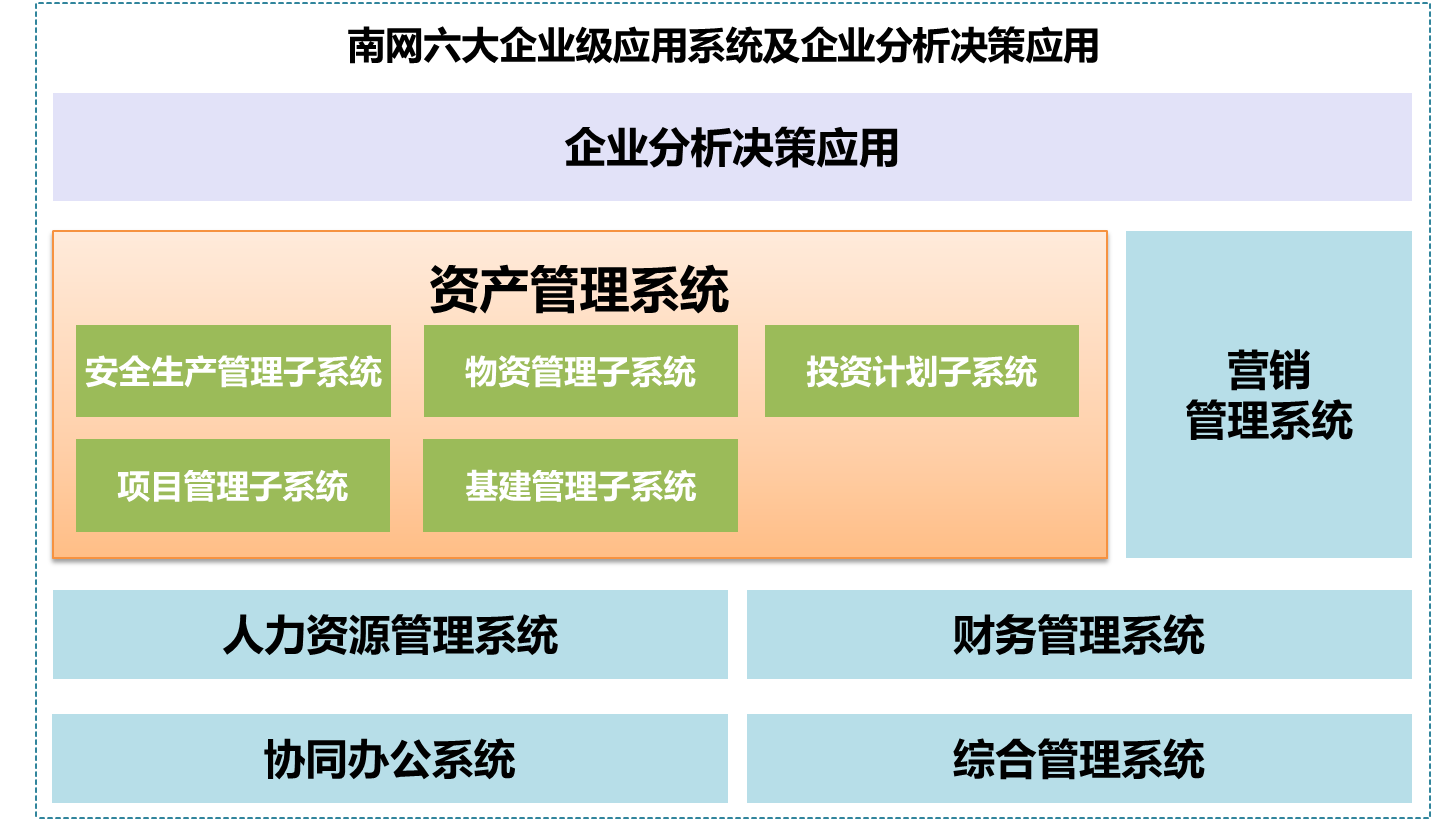 南网六大企业级应用系统及企业分析决策应用
企业分析决策应用
资产管理系统
安全生产管理子系统
物资管理子系统
投资计划子系统
项目管理子系统
基建管理子系统
营销
管理系统
人力资源管理系统
财务管理系统
协同办公系统
综合管理系统